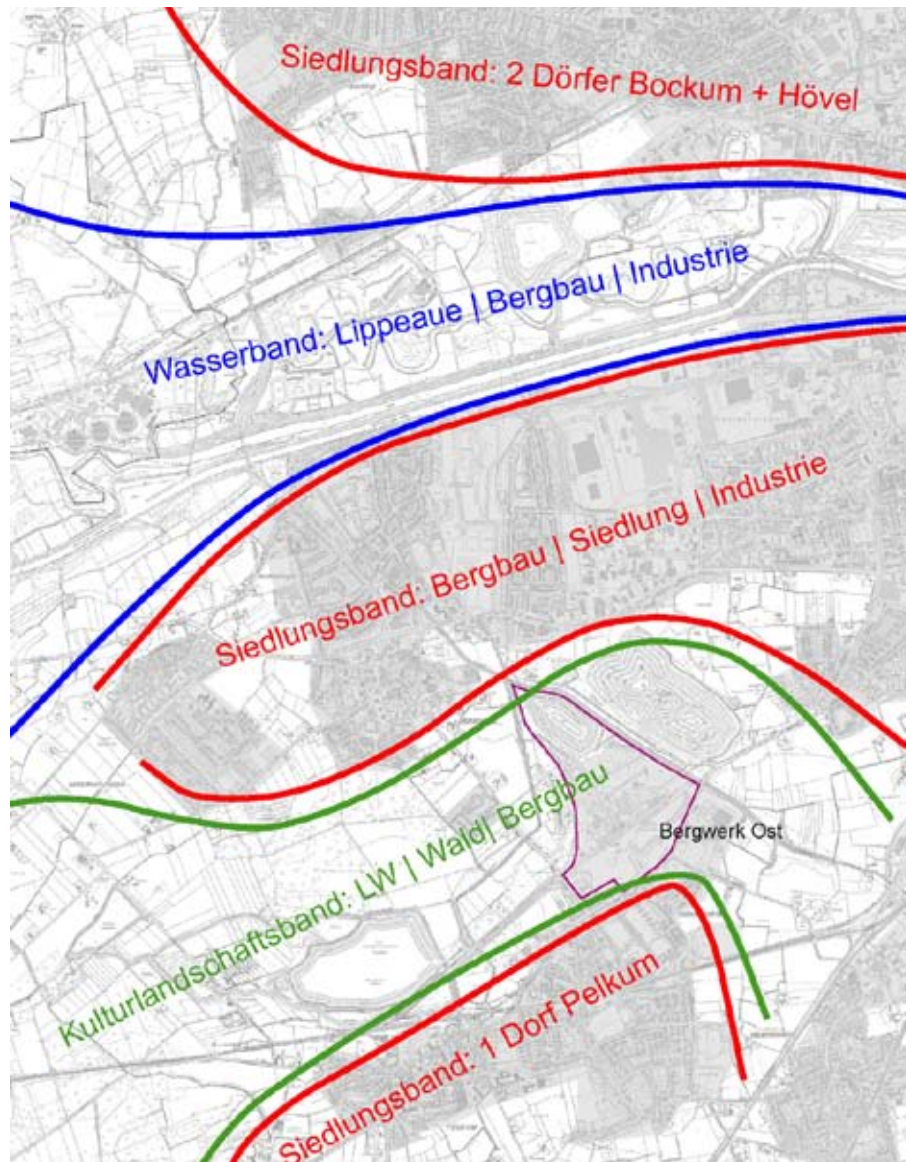 Siedlungsband: 2 Dörfer Bockum + Hövel
Wasserband: Lippeaue | Bergbau | Industrie
Siedlungsband: Bergbau | Siedlung | Industrie
Bergwerk Ost
Kulturlandschaftsband: LW | Wald| Bergbau
Siedlungsband: 1 Dorf Pelkum